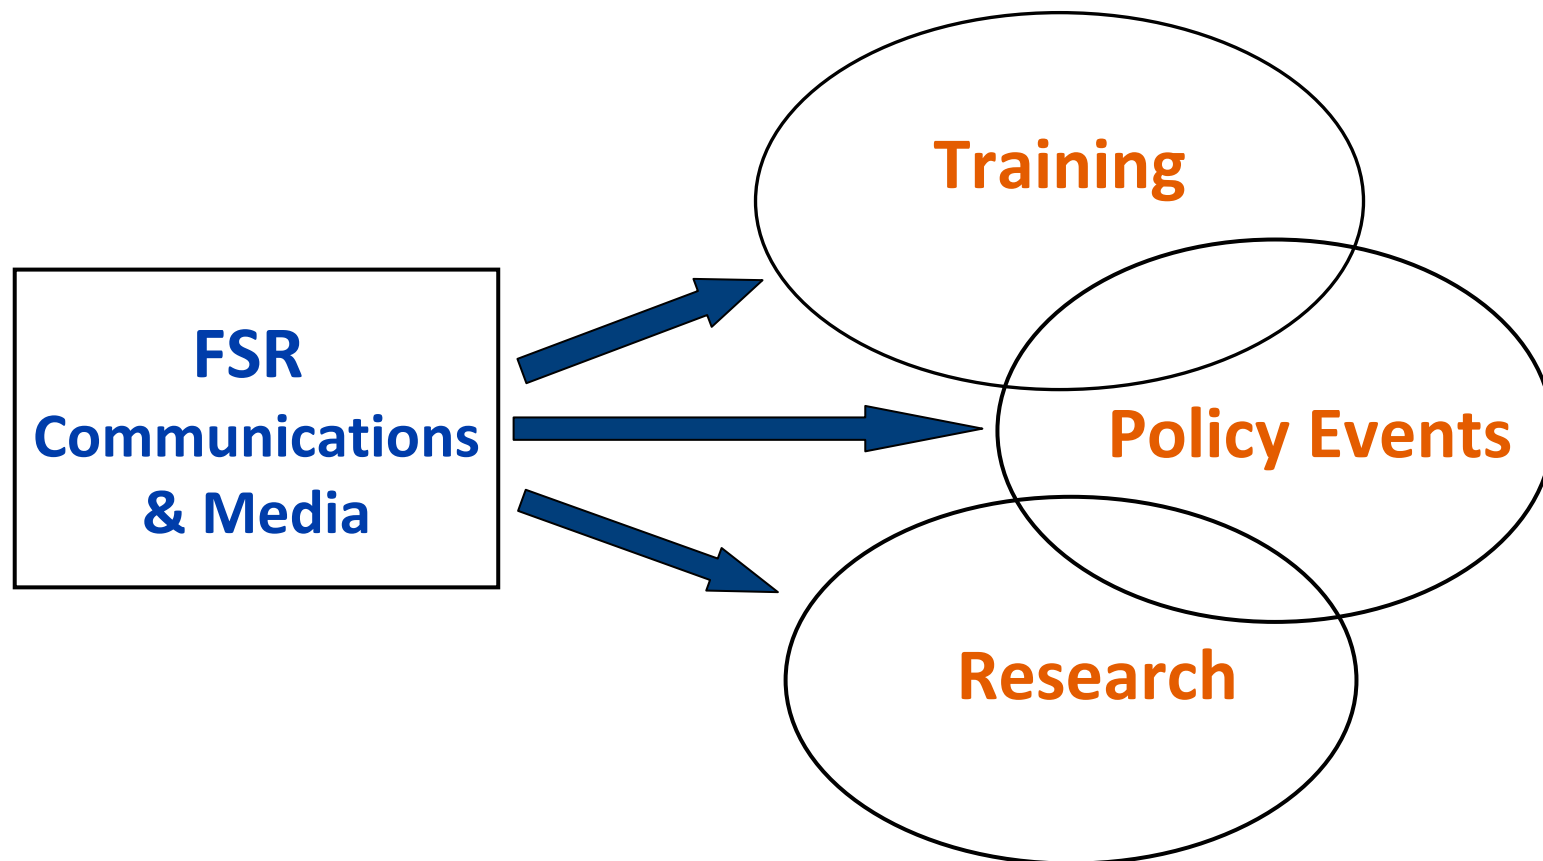 FSR
Communications
& Media
Training
Policy Events
Research